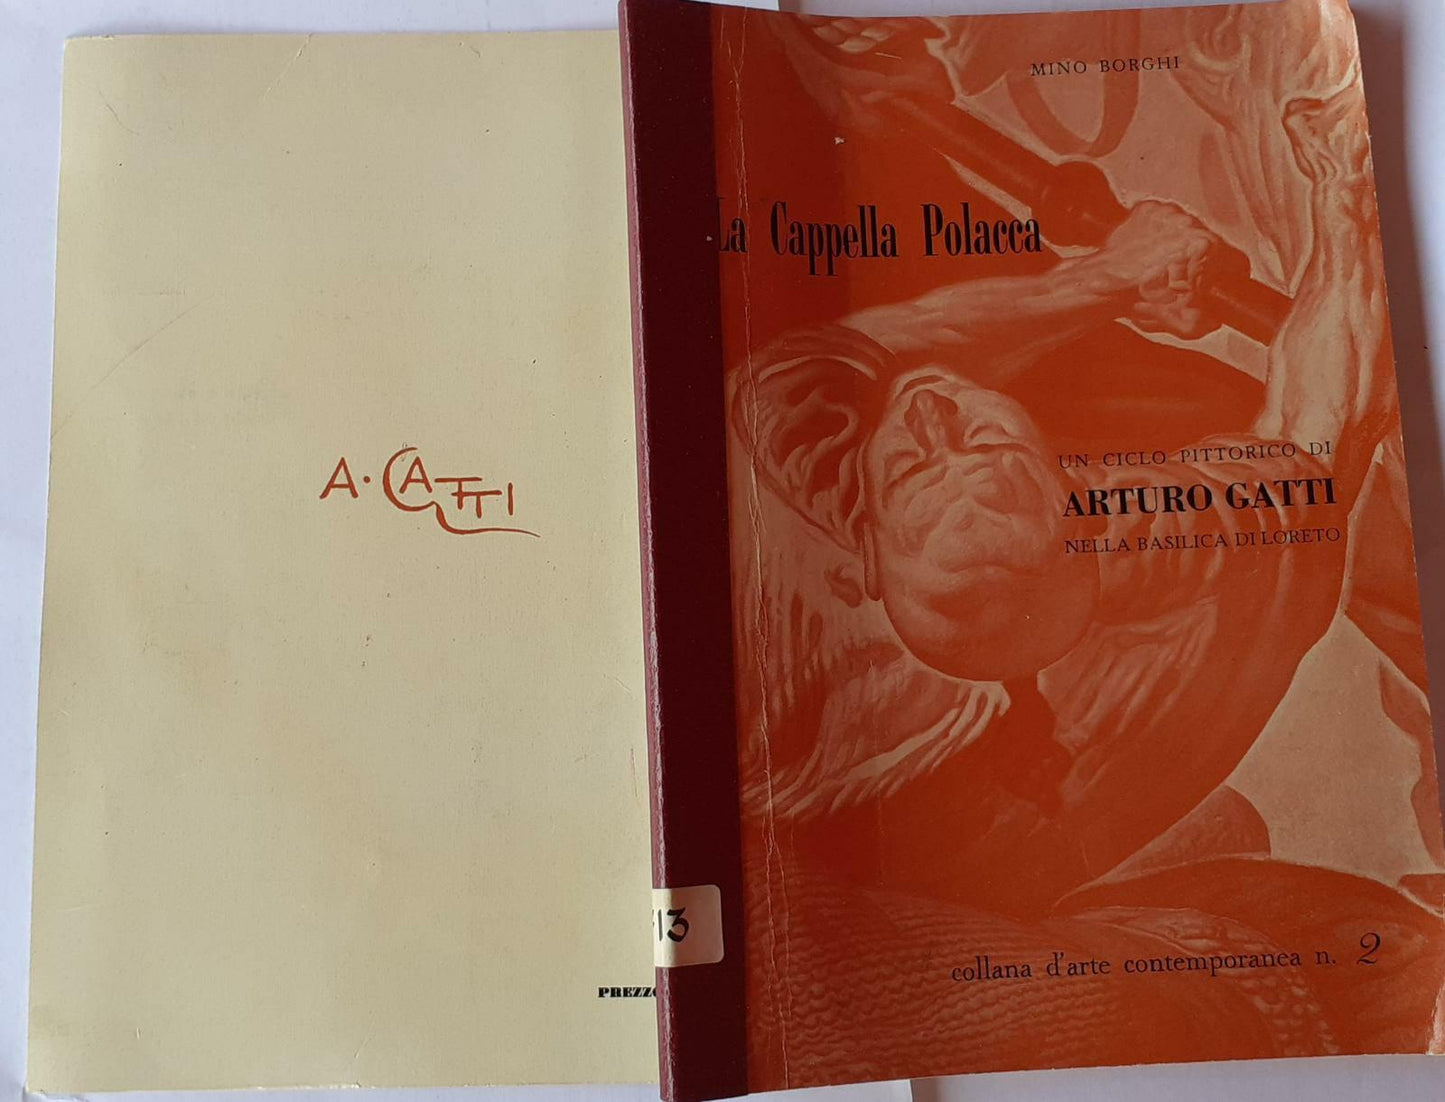 A. GATTI
PREZZO
MINO BORGHI
La Cappella Polacca
UN CICLO PITTORICO DI
ARTURO GATTI
NELLA BASILICA DI LORETO
13
collana d'arte contemporanea n. 2